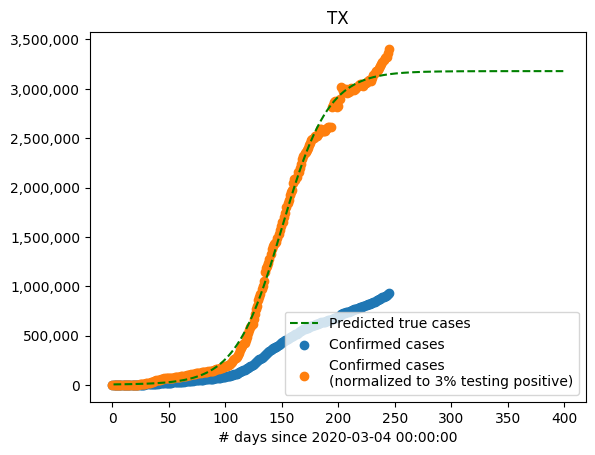 TX
3,500,000
3,000,000
2,500,000
2,000,000
1,500,000
1,000,000
500,000
0
Predicted true cases
Confirmed cases
Confirmed cases
(normalized to 3% testing positive)
0 50 100 150 200 250 300 350 400
# days since 2020-03-04 00:00:00